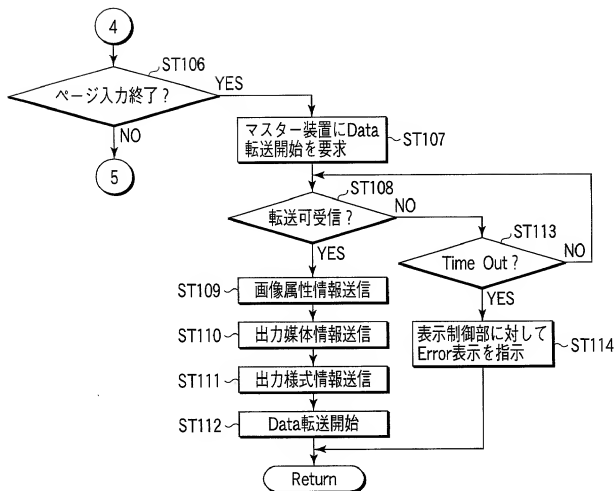 4
ST106
ページ入力終了?
YES
NO
5
マスター装置にData
転送開始を要求
ST107
ST108
転送可受信?
NO
YES
ST113
Time Out?
NO
YES
ST109
画像属性情報送信
ST110
出力媒体情報送信
ST111
出力様式情報送信
ST112
Data転送開始
表示制御部に対して
Error表示を指示
ST114
Return